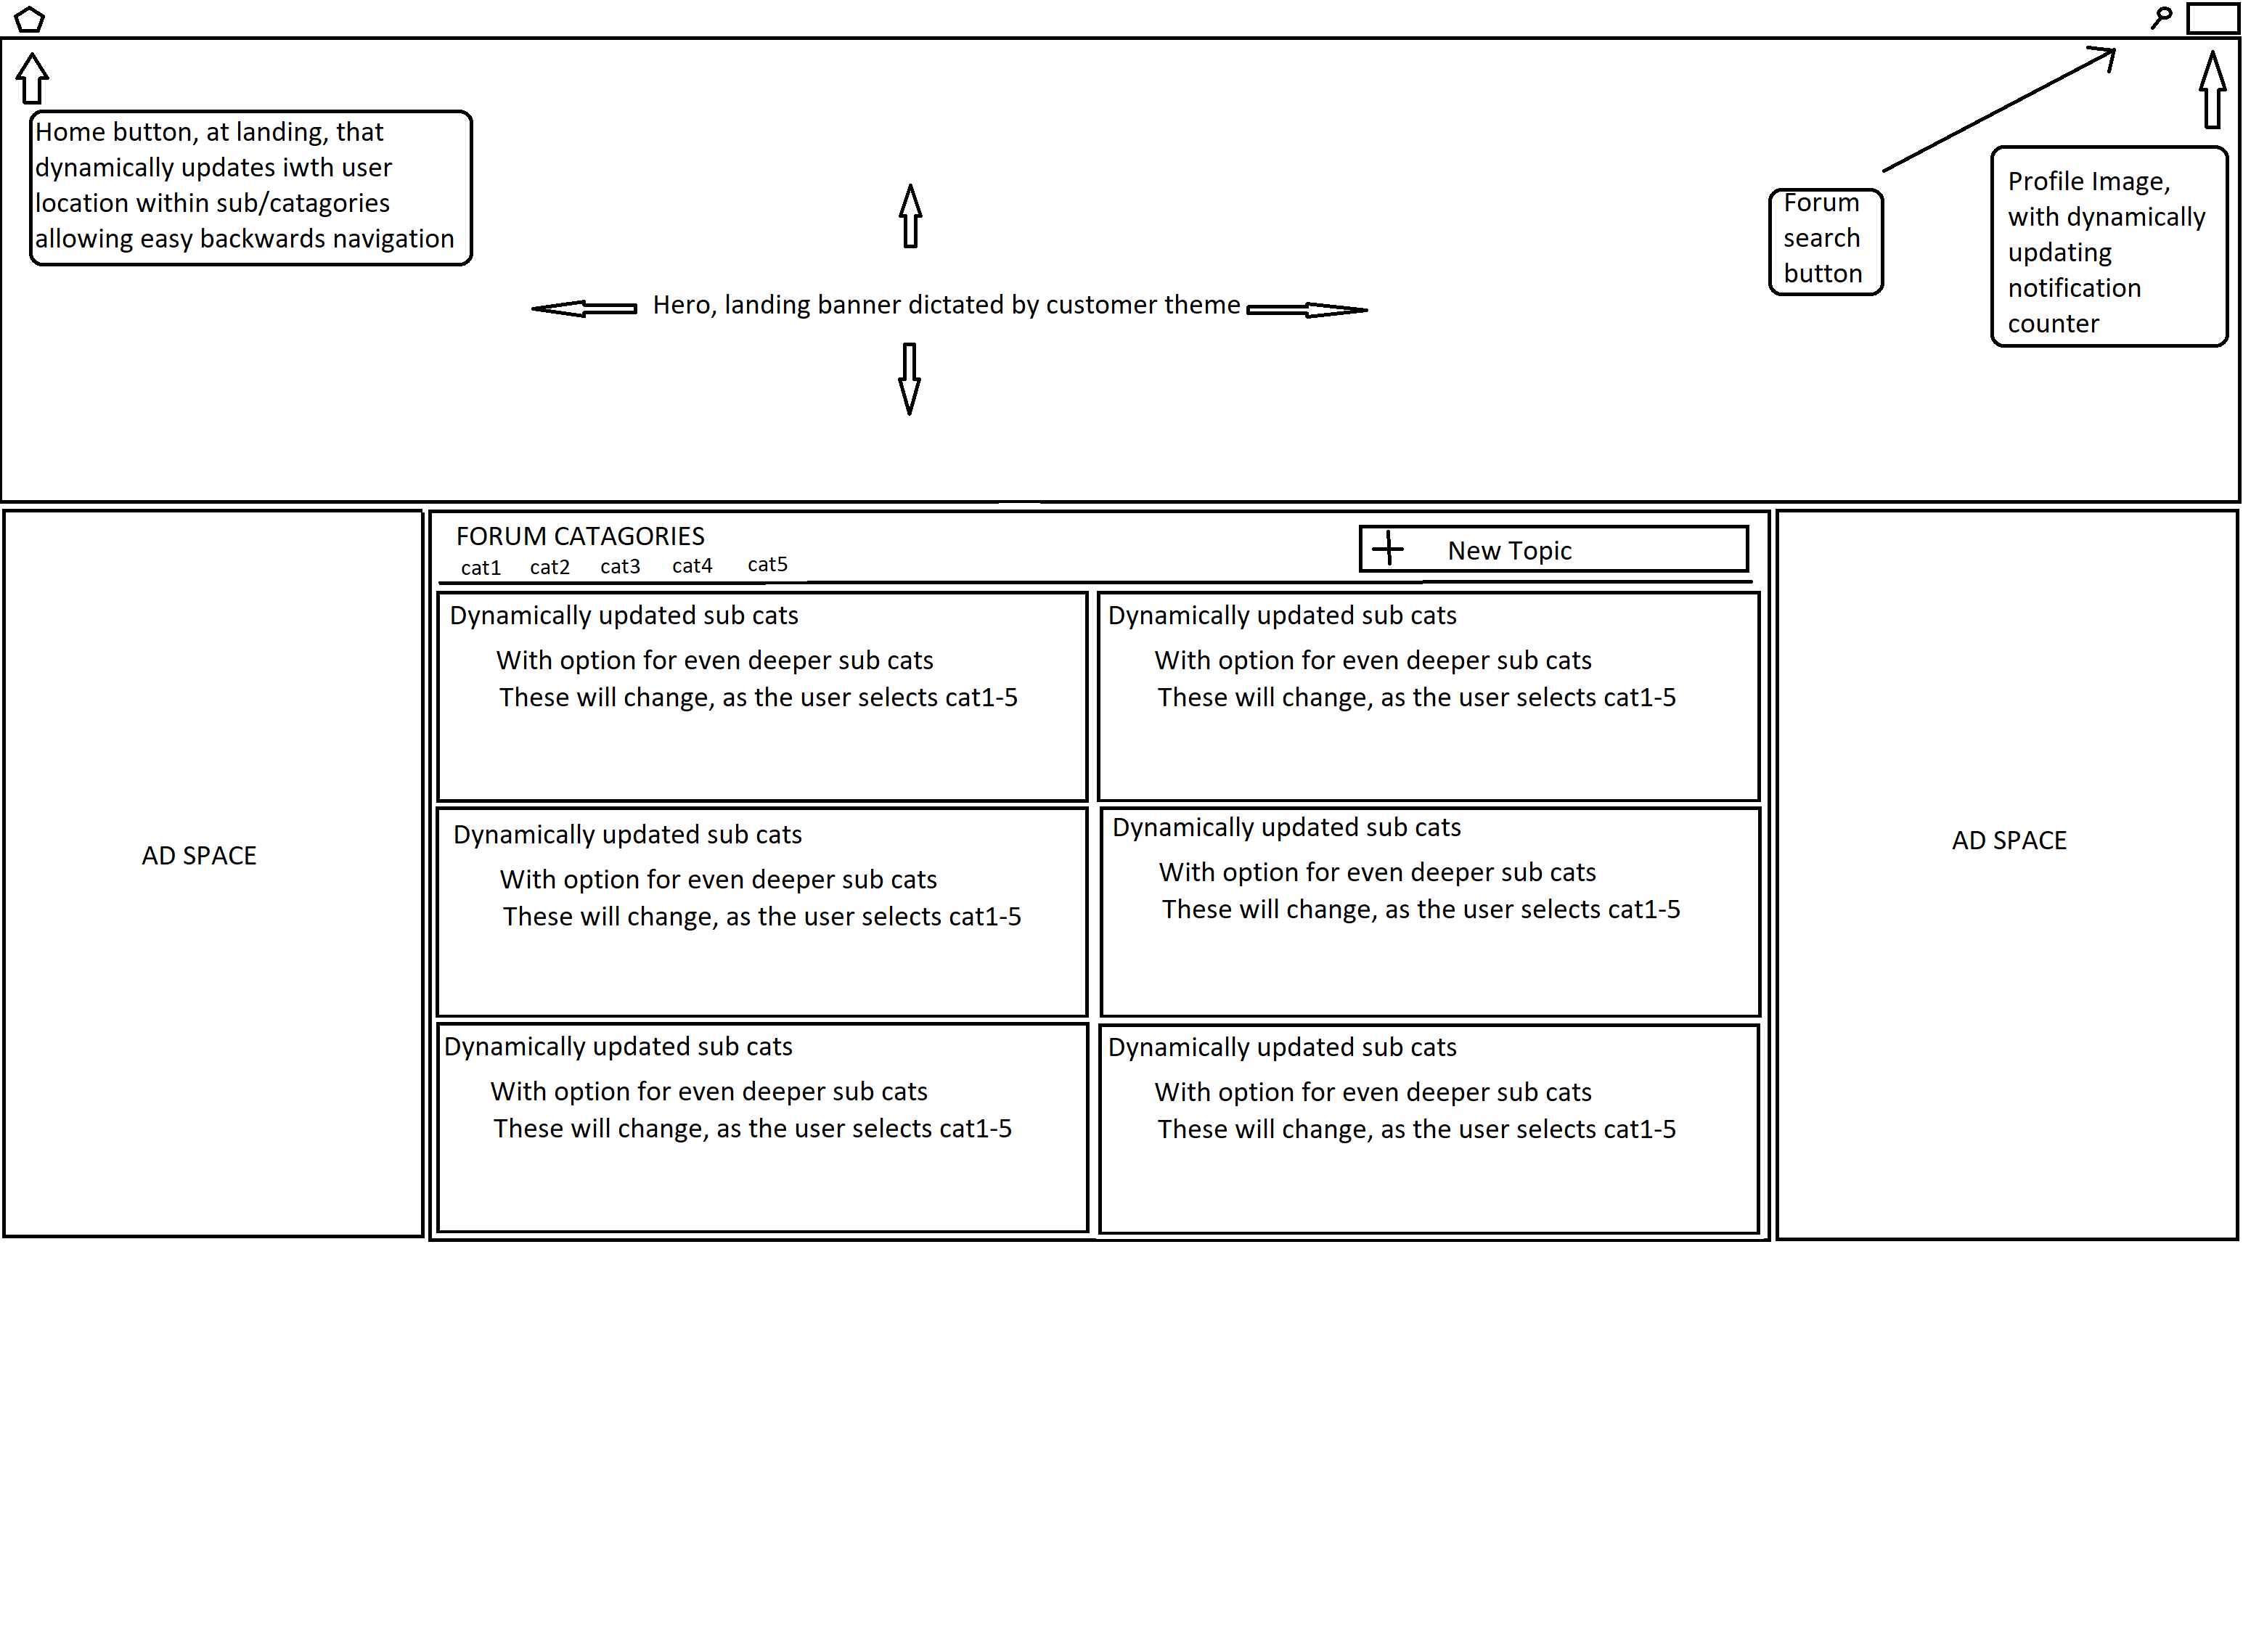 Home button, at landing, that
dynamically updates iwth user
location within sub/catagories
allowing easy backwards navigation
Forum
search
button
Profile Image,
with dynamically
updating
notification
counter
Hero, landing banner dictated by customer theme
FORUM CATAGORIES
cat1 cat2 cat3 cat4 cat5
New Topic
Dynamically updated sub cats
With option for even deeper sub cats
These will change, as the user selects cat1-5
Dynamically updated sub cats
With option for even deeper sub cats
These will change, as the user selects cat1-5
AD SPACE
Dynamically updated sub cats
With option for even deeper sub cats
These will change, as the user selects cat1-5
Dynamically updated sub cats
With option for even deeper sub cats
These will change, as the user selects cat1-5
AD SPACE
Dynamically updated sub cats
With option for even deeper sub cats
These will change, as the user selects cat1-5
Dynamically updated sub cats
With option for even deeper sub cats
These will change, as the user selects cat1-5